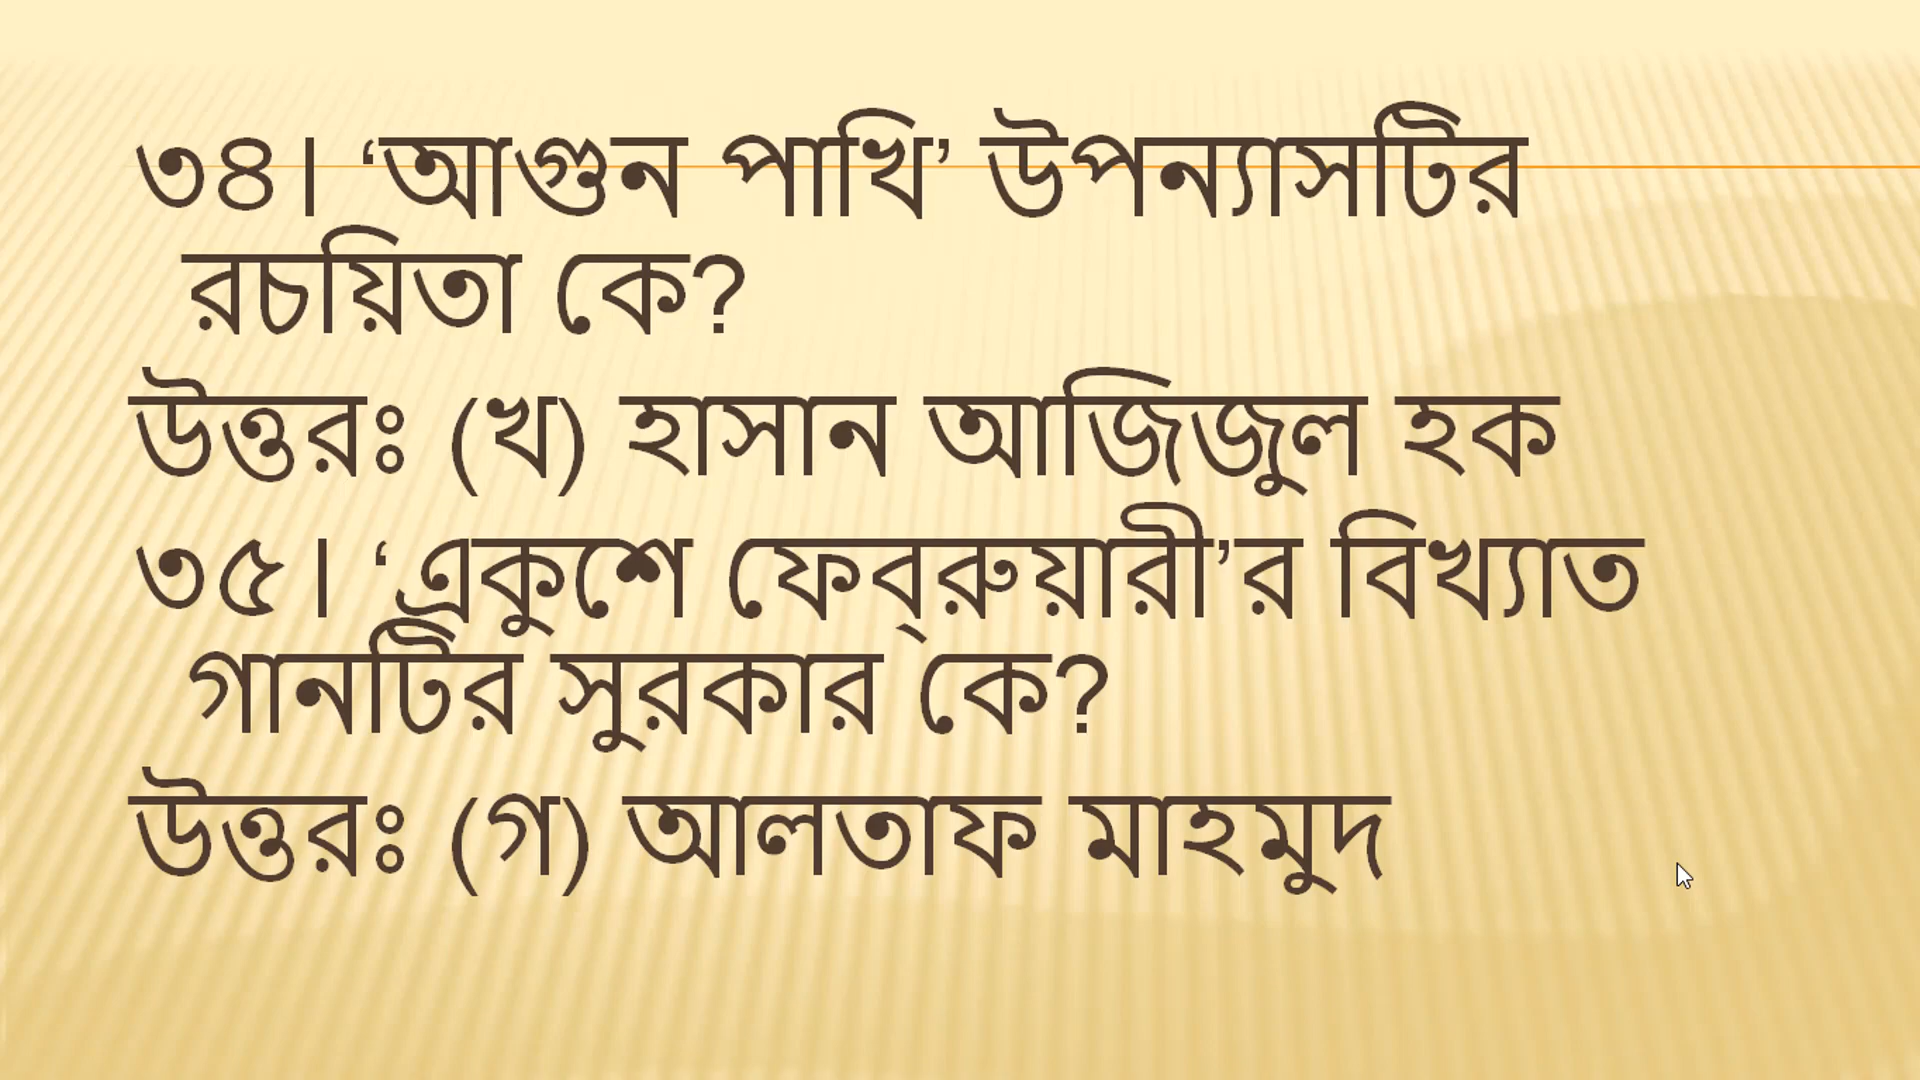 ৩৪। ‘আগুন পাখি’ উপন্যাসটির
রচয়িতা কে?
উত্তরঃ (খ) হাসান আজিজুল হক
৩৫। ‘একুশে ফেব্‌রুয়ারী’র বিখ্যাত
গানটির সুরকার কে?
উত্তরঃ (গ) আলতাফ মাহমুদ